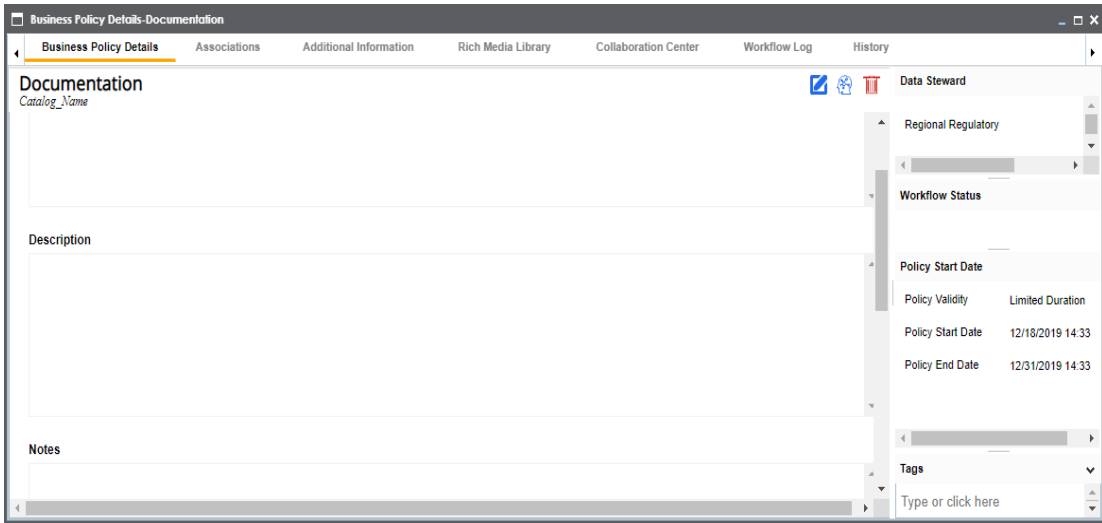 Business Policy Details-Documentation
Business Policy Details Associations Additional Information Rich Media Library Collaboration Center Workflow Log History
Documentation
Catalog_Name
Description
Notes
Data Steward
Regional Regulatory
Workflow Status
Policy Start Date
Policy Validity Limited Duration
Policy Start Date 12/18/2019 14:33
Policy End Date 12/31/2019 14:33
Tags
Type or click here